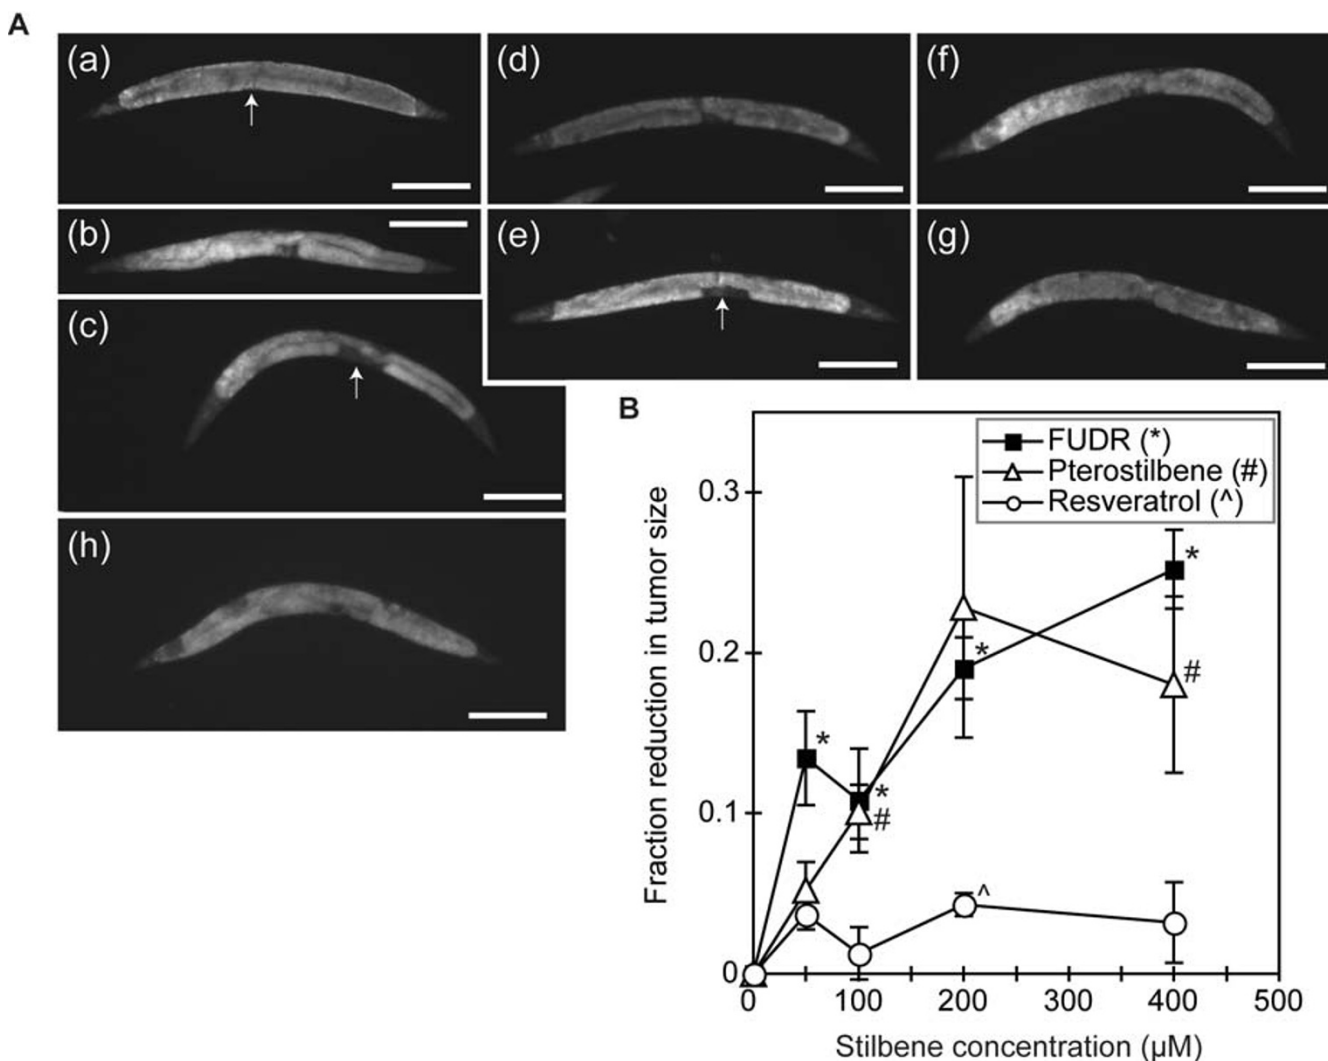 A
(a)
(d)
(f)
(b)
(e)
(g)
(c)
(h)
B
FUDR (*)
Pterostilbene (#)
Resveratrol (^)
Fraction reduction in tumor size
0.3
0.2
0.1
0
*
*
#
*
*
#
^
0 100 200 300 400 500
Stilbene concentration (µM)